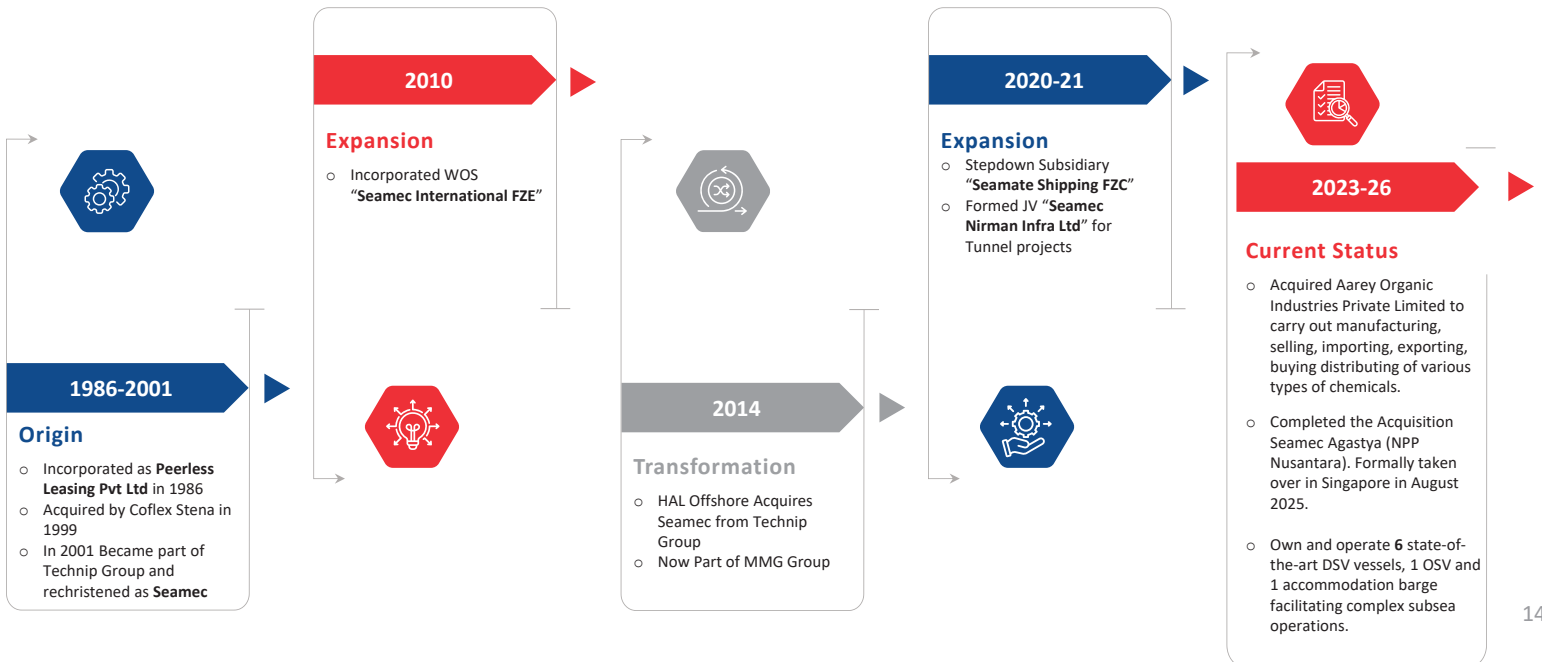 1986-2001
Origin
o Incorporated as Peerless
Leasing Pvt Ltd in 1986
o Acquired by Coflex Stena in
1999
o In 2001 Became part of
Technip Group and
rechristened as Seamec
2010
Expansion
o Incorporated WOS
“Seamec International FZE”
2014
Transformation
o HAL Offshore Acquires
Seamec from Technip
Group
o Now Part of MMG Group
2020-21
Expansion
o Stepdown Subsidiary
“Seamate Shipping FZC”
o Formed JV “Seamec
Nirman Infra Ltd” for
Tunnel projects
2023-26
Current Status
o Acquired Aarey Organic
Industries Private Limited to
carry out manufacturing,
selling, importing, exporting,
buying distributing of various
types of chemicals.
o Completed the Acquisition
Seamec Agastya (NPP
Nusantara). Formally taken
over in Singapore in August
2025.
o Own and operate 6 state-of-
the-art DSV vessels, 1 OSV and
1 accommodation barge
facilitating complex subsea
operations.
14